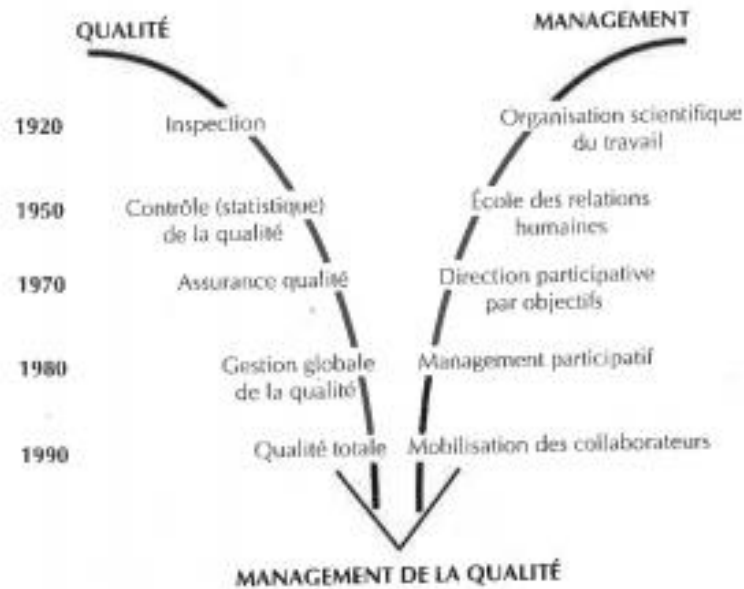 QUALITÉ
MANAGEMENT
1920
Inspection
Organisation scientifique
du travail
1950
Contrôle (statistique)
de la qualité
École des relations
humaines
1970
Assurance qualité
Direction participative
par objectifs
1980
Gestion globale
de la qualité
Management participatif
1990
Qualité totale
Mobilisation des collaborateurs
MANAGEMENT DE LA QUALITÉ